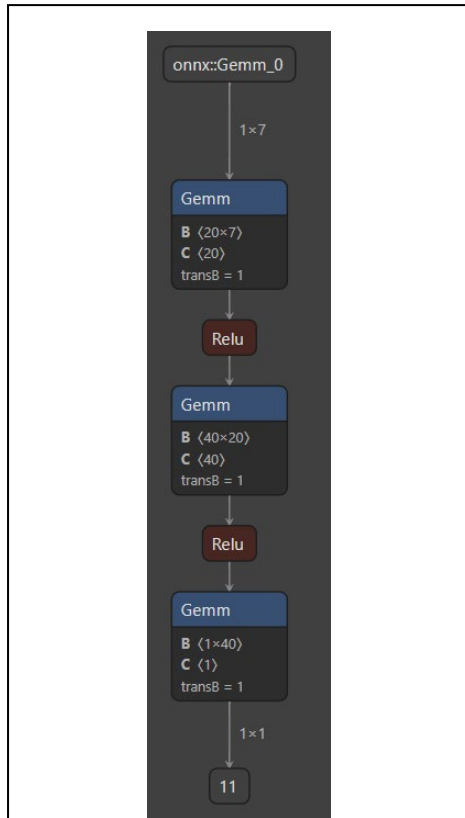 onnx::Gemm_0
1×7
Gemm
B ⟨20×7⟩
C ⟨20⟩
transB = 1
Relu
Gemm
B ⟨40×20⟩
C ⟨40⟩
transB = 1
Relu
Gemm
B ⟨1×40⟩
C ⟨1⟩
transB = 1
1×1
11